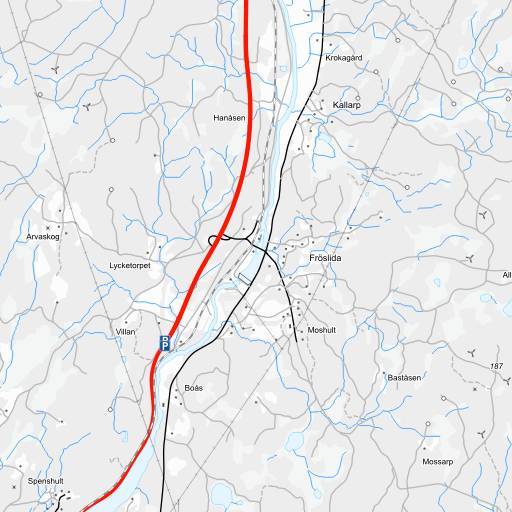 Krokagård
Kallarp
Hanåsen
Arvaskog
Fröslida
Lycketorpet
All
Villan
Moshult
P
187
Baståsen
Boås
Mossarp
Spenshult